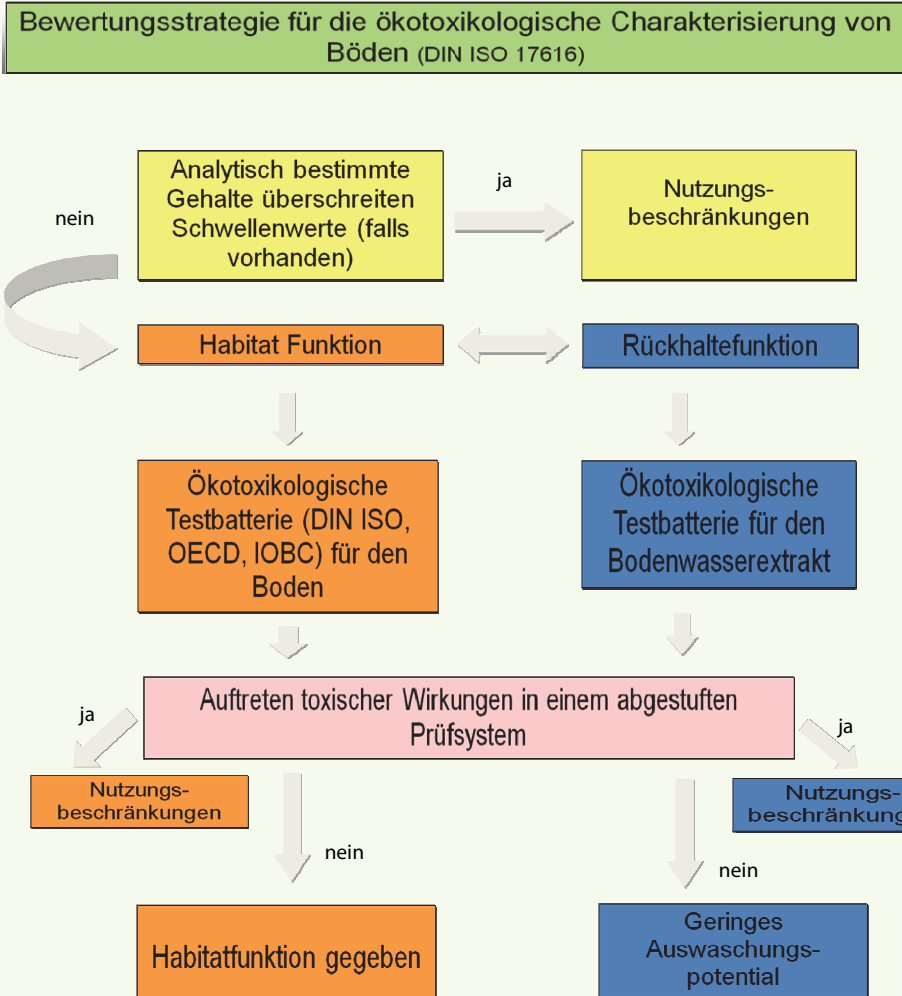 Bewertungsstrategie für die ökotoxikologische Charakterisierung von
Böden (DIN ISO 17616)
Analytisch bestimmte
Gehalte überschreiten
Schwellenwerte (falls
vorhanden)
ja
Nutzungs-
beschränkungen
nein
Habitat Funktion
Rückhaltefunktion
Ökotoxikologische
Testbatterie (DIN ISO,
OECD, IOBC) für den
Boden
Ökotoxikologische
Testbatterie für den
Bodenwasserextrakt
Auftreten toxischer Wirkungen in einem abgestuften
Prüfsystem
ja
ja
Nutzungs-
beschränkungen
Nutzungs-
beschränkung
nein
nein
Habitatfunktion gegeben
Geringes
Auswaschungs-
potential